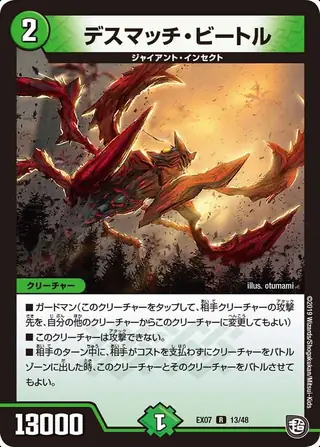 2
デスマッチ・ビートル
ジャイアント・インセクト
illus. otumami
クリーチャー
■ガードマン(このクリーチャーをタップして、相手クリーチャーの攻撃
先を、自分の他のクリーチャーからこのクリーチャーに変更してもよい)
■このクリーチャーは攻撃できない。
■相手のターン中に、相手がコストを支払わずにクリーチャーをバトル
ゾーンに出した時、このクリーチャーとそのクリーチャーをバトルさせて
もよい。
13000
1
EX07 R 13/48
©2019 Wizards/Shogakukan/Mitsui-Kids